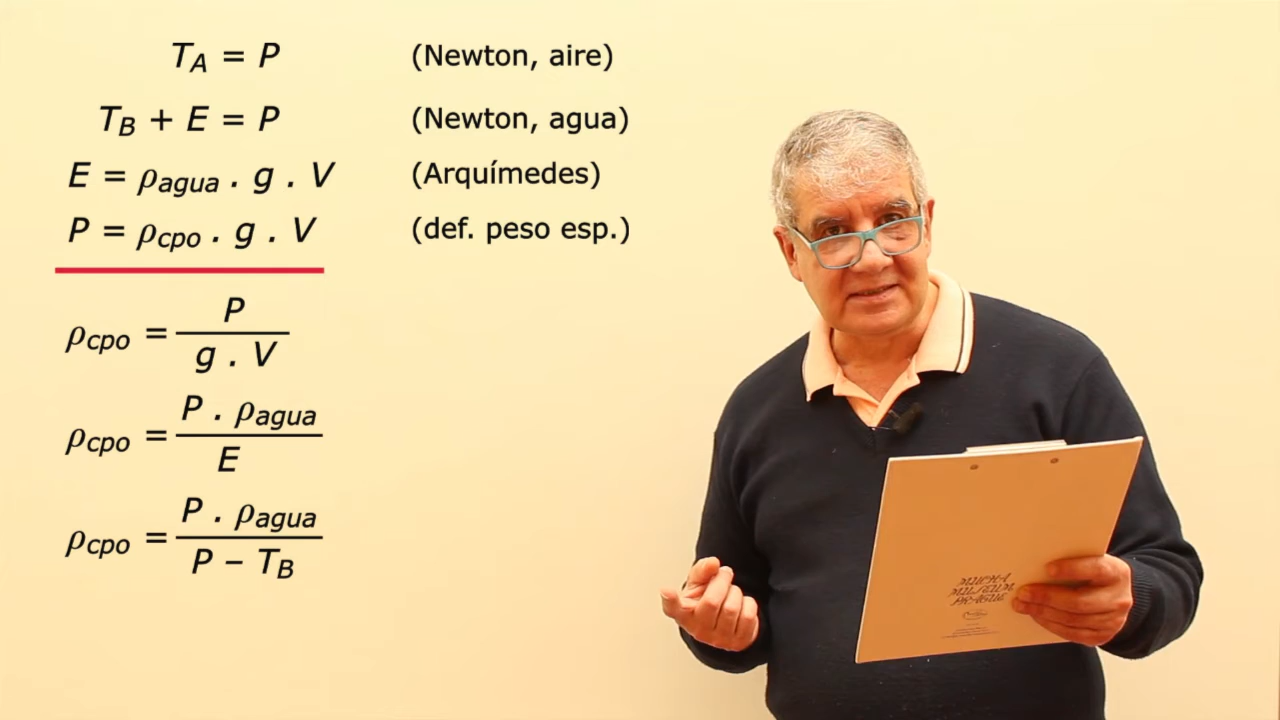 T_A = P (Newton, aire)
T_B + E = P (Newton, agua)
E = ρ_agua . g . V (Arquímedes)
P = ρ_cpo . g . V (def. peso esp.)
ρ_cpo = P / (g . V)
ρ_cpo = P . ρ_agua / E
ρ_cpo = P . ρ_agua / (P – T_B)